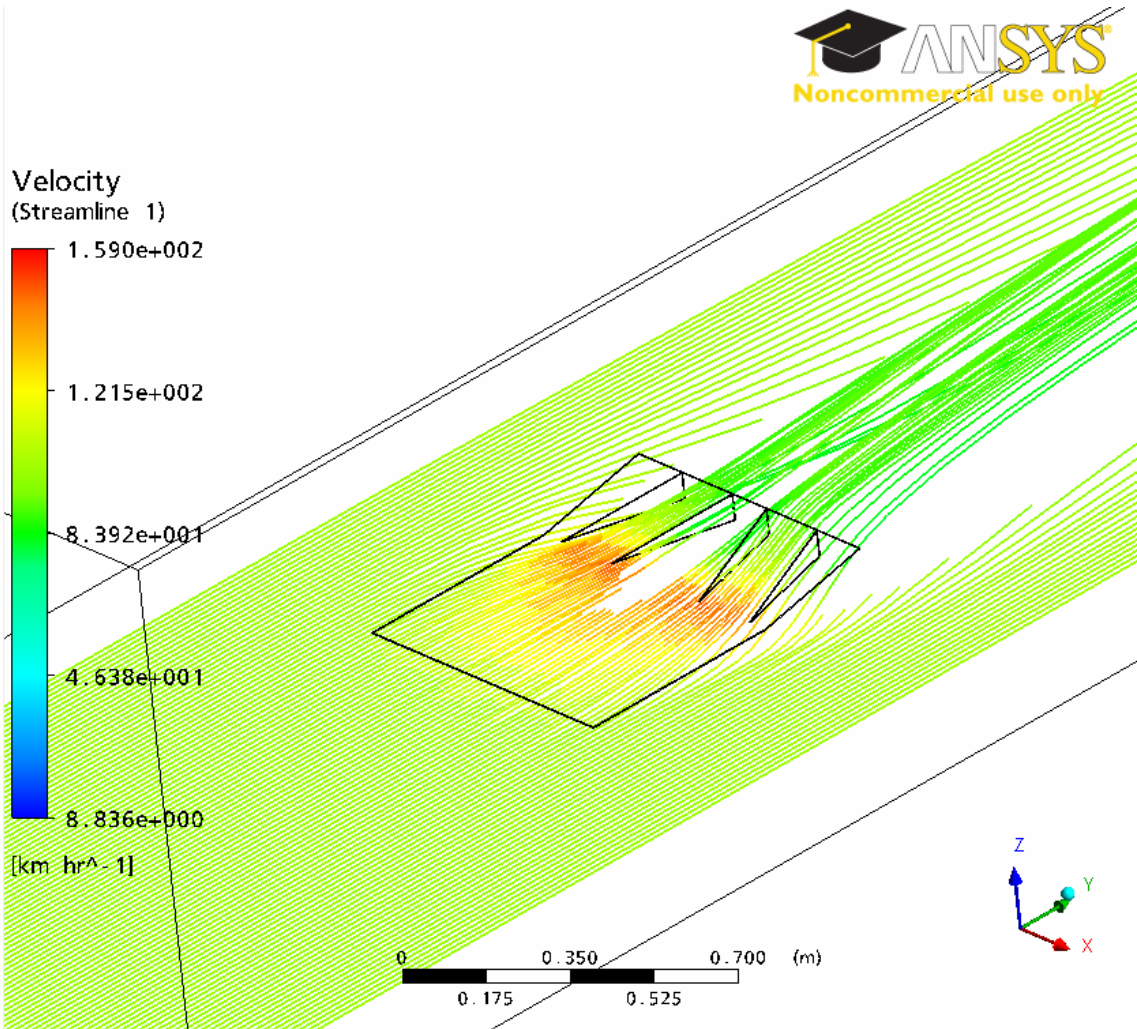 ANSYS®
Noncommercial use only
Velocity
(Streamline 1)
1.590e+002
1.215e+002
8.392e+001
4.638e+001
8.836e+000
[km hr^-1]
Z
Y
X
0 0.350 0.700 (m)
0.175 0.525